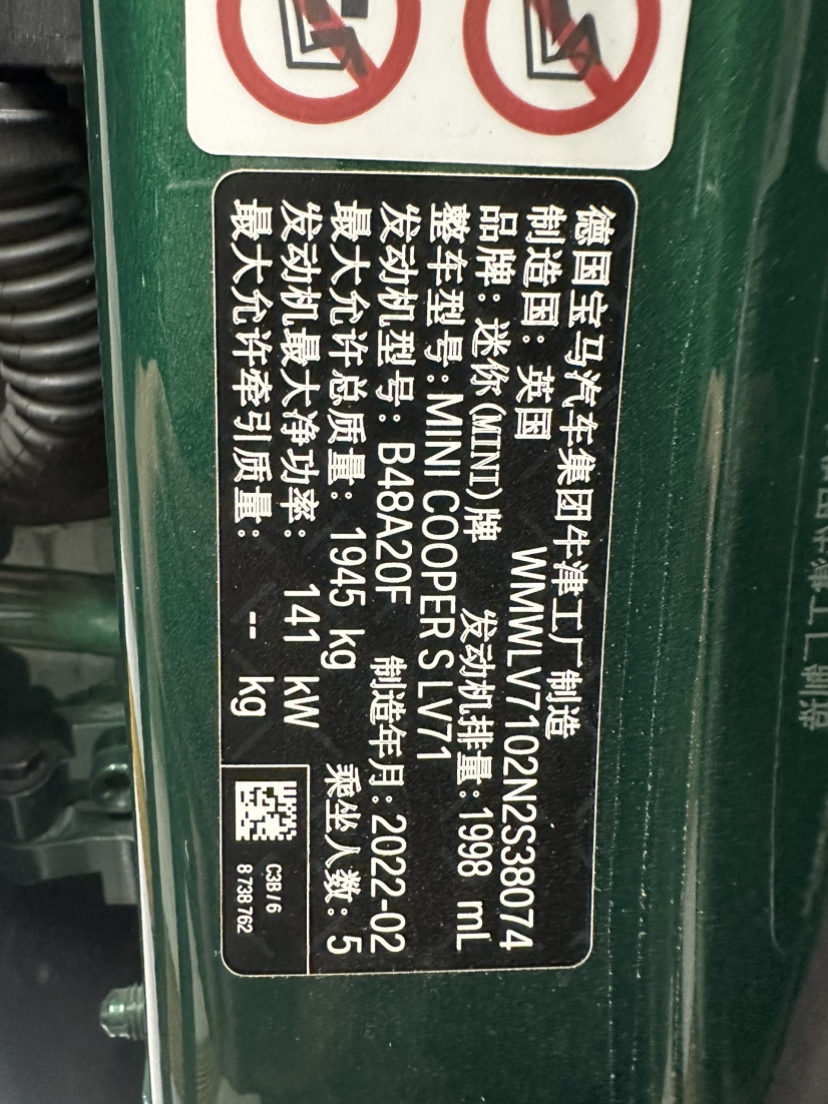 德国宝马汽车集团牛津工厂制造
制造国：英国 WMWLV7102N2S38074
品牌：迷你(MINI)牌 发动机排量：1998 mL
整车型号：MINI COOPER S LV71
发动机型号：B48A20F 制造年月：2022-02
最大允许总质量：1945 kg 乘坐人数：5
发动机最大净功率：141 kW
最大允许牵引质量：-- kg
C3B / 6
8 738 762